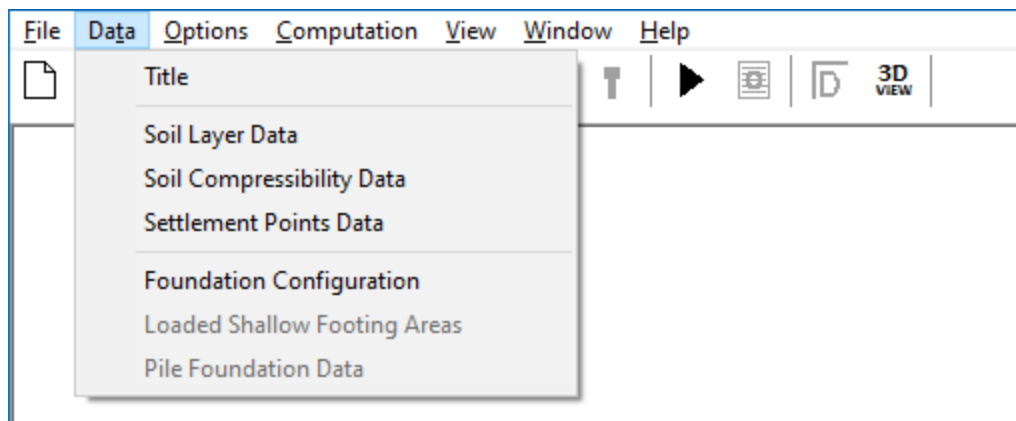 File Data Options Computation View Window Help
3D
VIEW
Title
Soil Layer Data
Soil Compressibility Data
Settlement Points Data
Foundation Configuration
Loaded Shallow Footing Areas
Pile Foundation Data